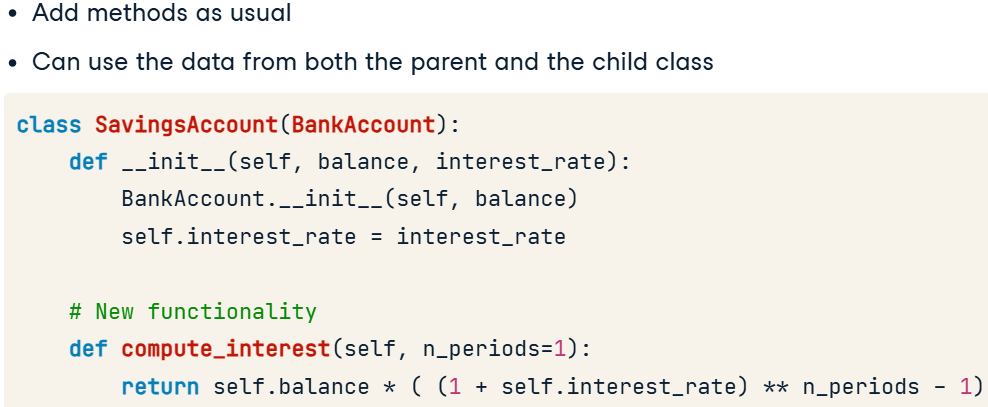 • Add methods as usual
• Can use the data from both the parent and the child class
class SavingsAccount(BankAccount):
    def __init__(self, balance, interest_rate):
        BankAccount.__init__(self, balance)
        self.interest_rate = interest_rate

    # New functionality
    def compute_interest(self, n_periods=1):
        return self.balance * ( (1 + self.interest_rate) ** n_periods - 1)